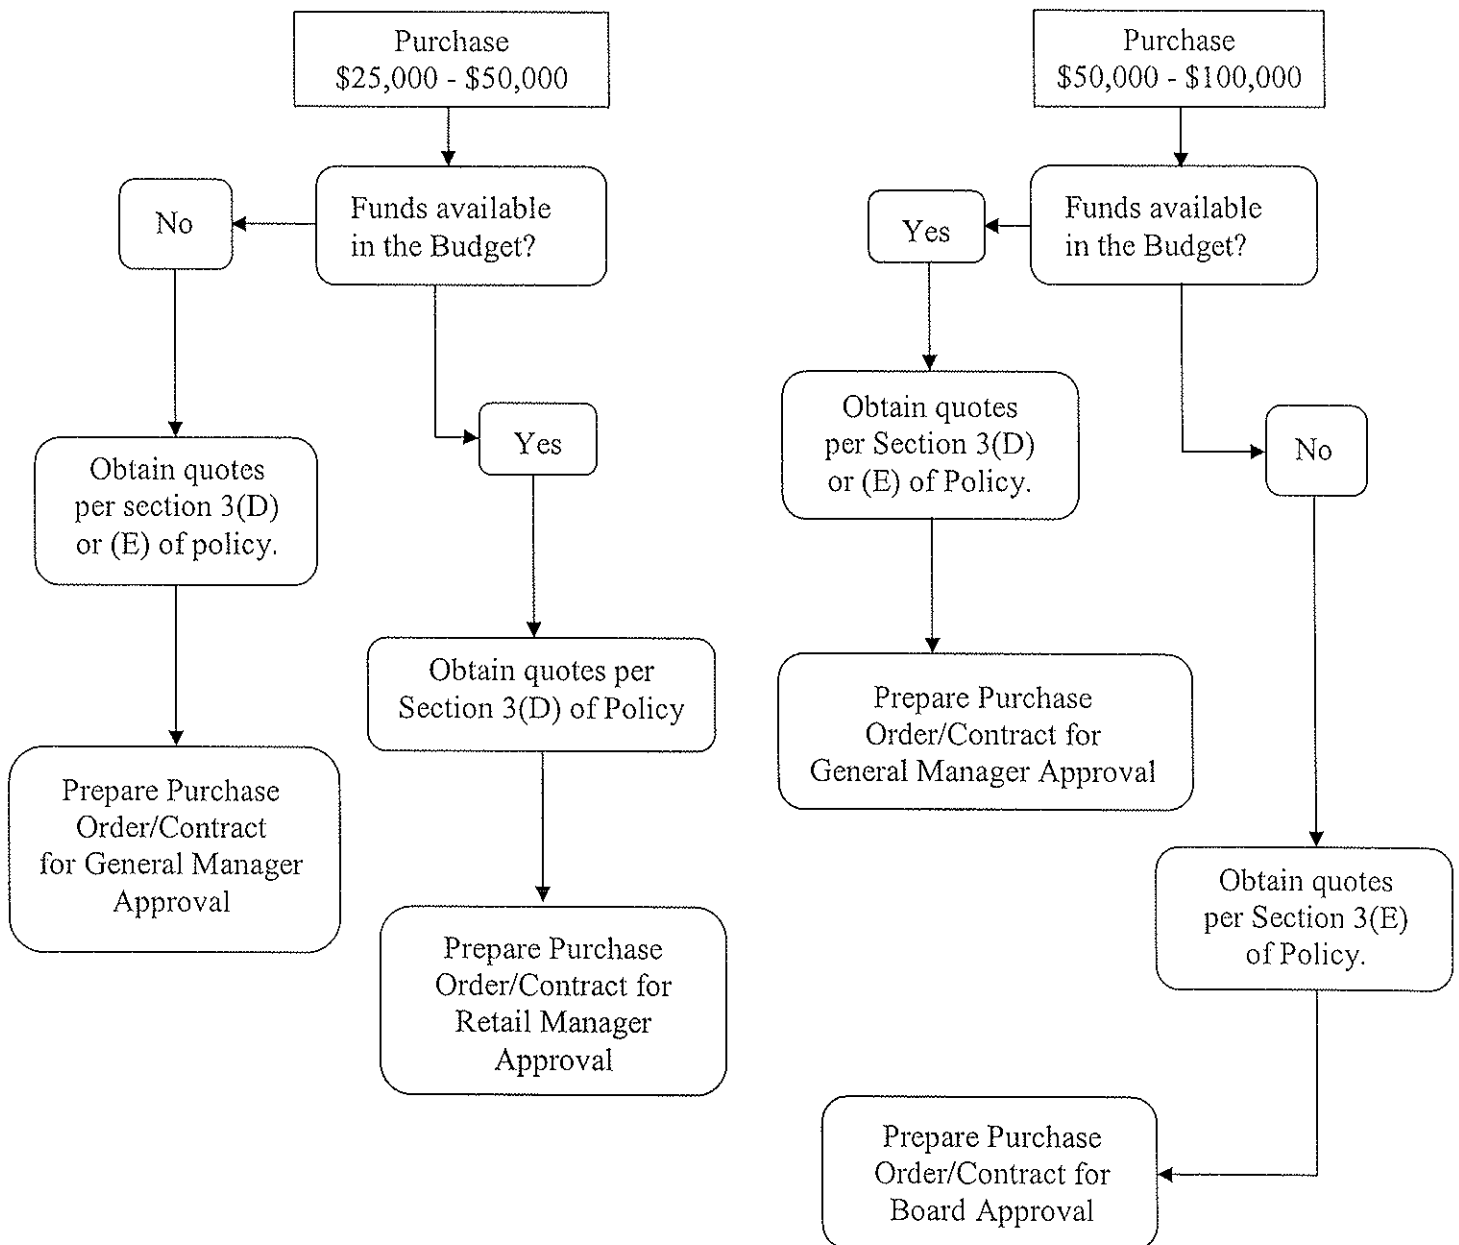 Purchase
$25,000 - $50,000
Funds available
in the Budget?
No
Obtain quotes
per section 3(D)
or (E) of policy.
Prepare Purchase
Order/Contract
for General Manager
Approval
Yes
Obtain quotes per
Section 3(D) of Policy
Prepare Purchase
Order/Contract for
Retail Manager
Approval
Purchase
$50,000 - $100,000
Funds available
in the Budget?
Yes
Obtain quotes
per Section 3(D)
or (E) of Policy.
Prepare Purchase
Order/Contract for
General Manager Approval
No
Obtain quotes
per Section 3(E)
of Policy.
Prepare Purchase
Order/Contract for
Board Approval